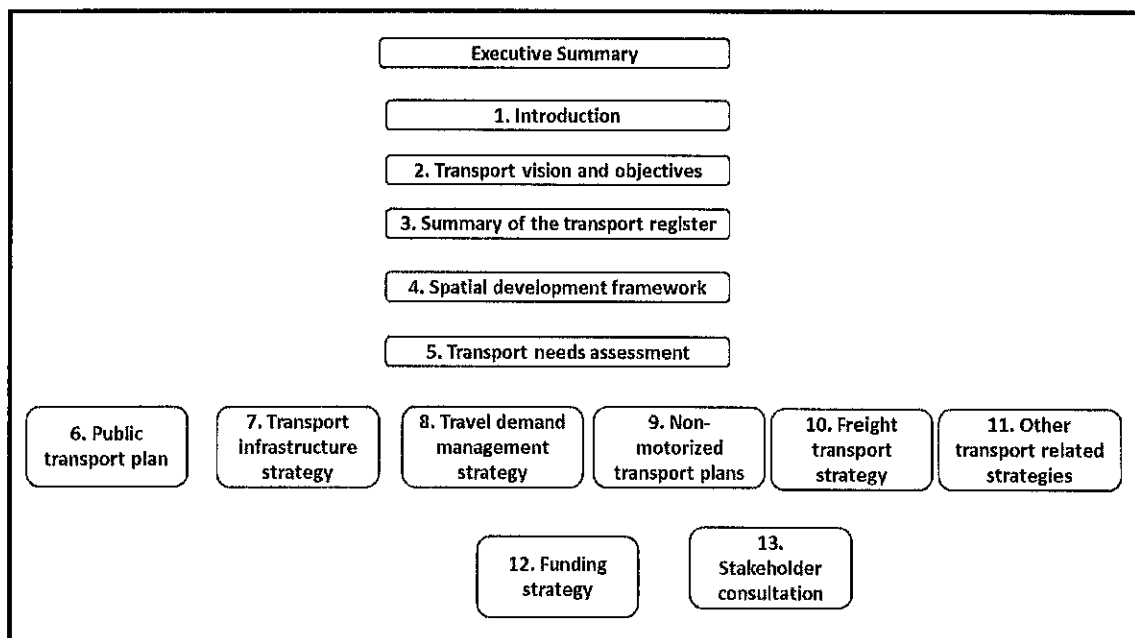 Executive Summary
1. Introduction
2. Transport vision and objectives
3. Summary of the transport register
4. Spatial development framework
5. Transport needs assessment
6. Public
transport plan
7. Transport
infrastructure
strategy
8. Travel demand
management
strategy
9. Non-
motorized
transport plans
10. Freight
transport
strategy
11. Other
transport related
strategies
12. Funding
strategy
13.
Stakeholder
consultation